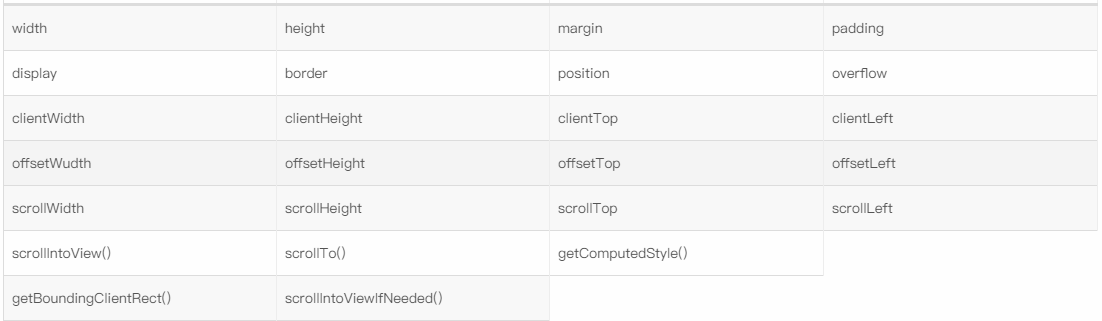 width height margin padding
display border position overflow
clientWidth clientHeight clientTop clientLeft
offsetWudth offsetHeight offsetTop offsetLeft
scrollWidth scrollHeight scrollTop scrollLeft
scrollIntoView() scrollTo() getComputedStyle()
getBoundingClientRect() scrollIntoViewIfNeeded()